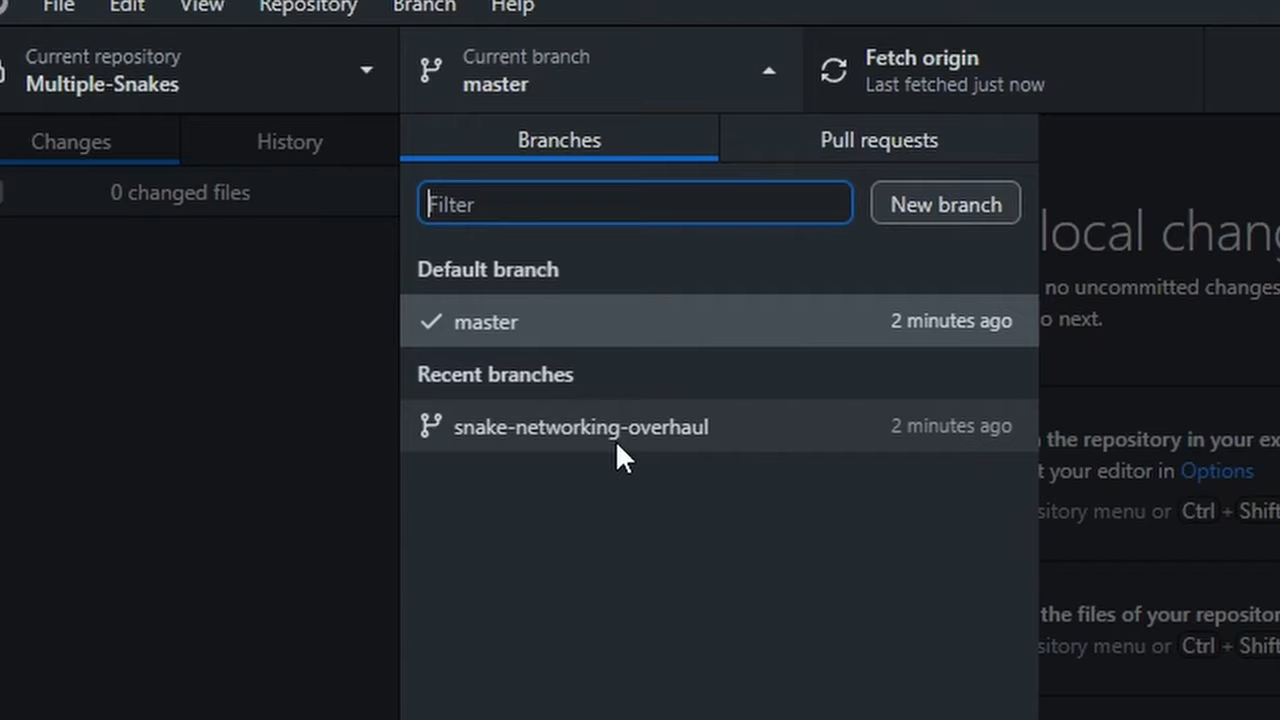 File Edit View Repository Branch Help
Current repository
Multiple-Snakes
Current branch
master
Fetch origin
Last fetched just now
Changes
History
0 changed files
Branches
Pull requests
Filter
New branch
Default branch
master 2 minutes ago
Recent branches
snake-networking-overhaul 2 minutes ago
local chang
no uncommitted changes
o next.
the repository in your ex
t your editor in Options
sitory menu or Ctrl + Shift
the files of your repositor
sitory menu or Ctrl + Shift